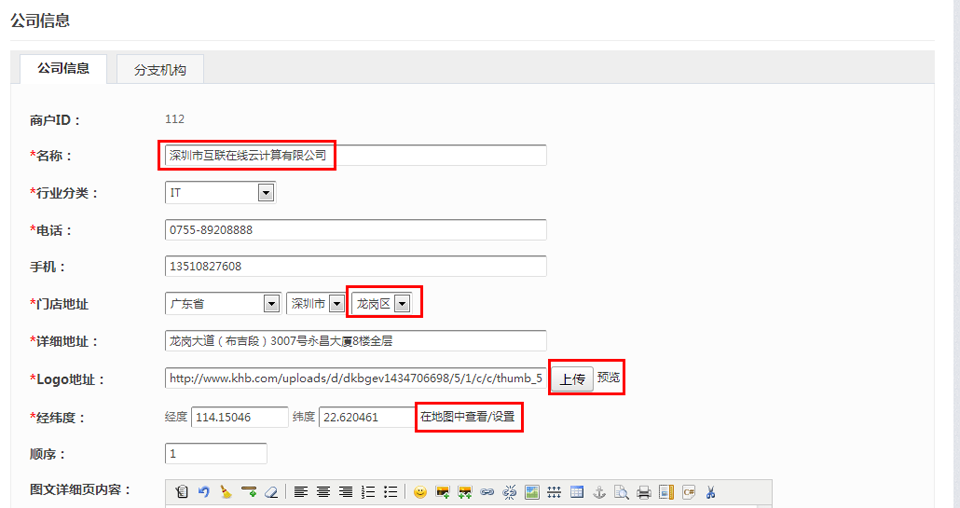 公司信息
公司信息 分支机构
商户ID： 112
*名称： 深圳市互联在线云计算有限公司
*行业分类： IT
*电话： 0755-89208888
手机： 13510827608
*门店地址 广东省 深圳市 龙岗区
*详细地址： 龙岗大道（布吉段）3007号永昌大厦8楼全层
*Logo地址： http://www.khb.com/uploads/d/dkbgev1434706698/5/1/c/c/thumb_5 上传 预览
*经纬度： 经度 114.15046 纬度 22.620461 在地图中查看/设置
顺序： 1
图文详细页内容：